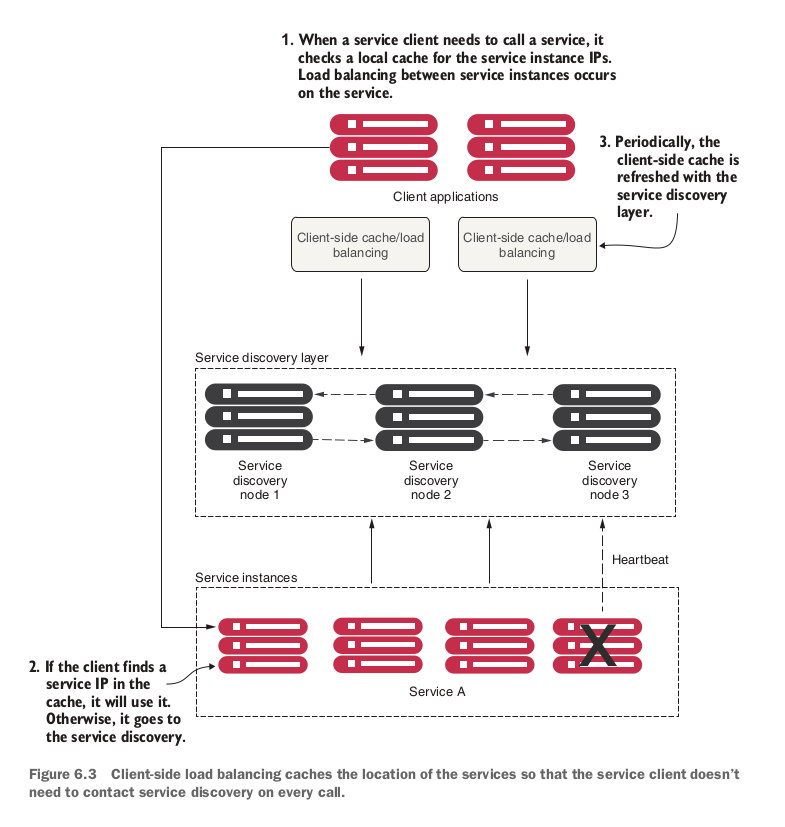 1. When a service client needs to call a service, it
checks a local cache for the service instance IPs.
Load balancing between service instances occurs
on the service.
3. Periodically, the
client-side cache is
refreshed with the
service discovery
layer.
Client applications
Client-side cache/load
balancing
Client-side cache/load
balancing
Service discovery layer
Service
discovery
node 1
Service
discovery
node 2
Service
discovery
node 3
Heartbeat
Service instances
X
2. If the client finds a
service IP in the
cache, it will use it.
Otherwise, it goes to
the service discovery.
Service A
Figure 6.3 Client-side load balancing caches the location of the services so that the service client doesn’t
need to contact service discovery on every call.